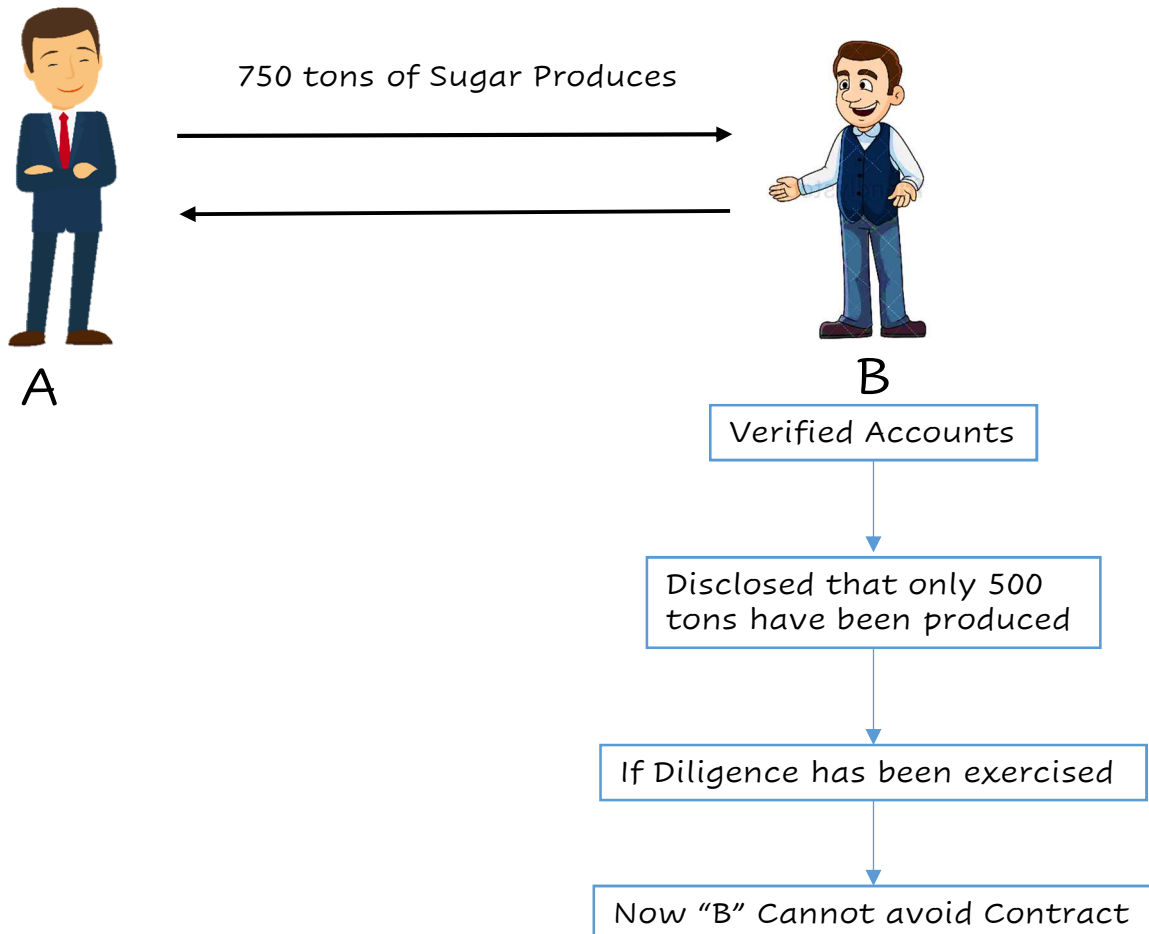 750 tons of Sugar Produces
A
B
Verified Accounts
Disclosed that only 500
tons have been produced
If Diligence has been exercised
Now “B” Cannot avoid Contract